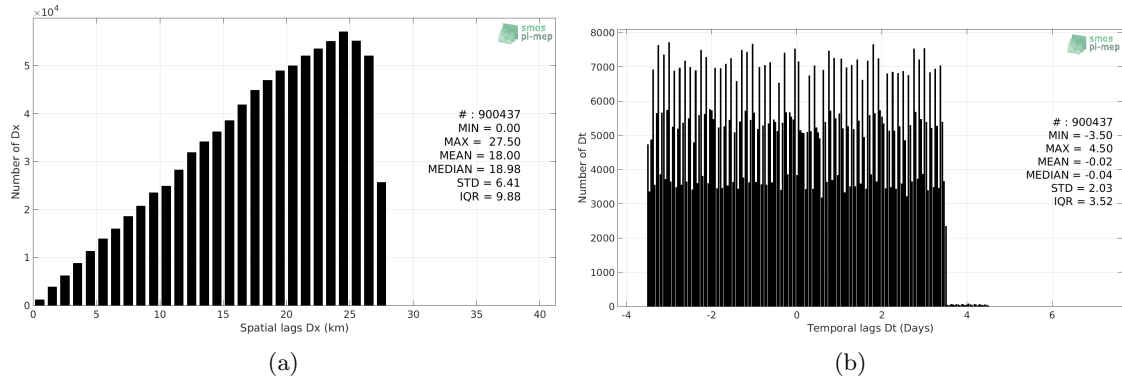 ×10⁴
smos
pi-mep
6
5
4
3
2
1
0
# : 900437
MIN = 0.00
MAX = 27.50
MEAN = 18.00
MEDIAN = 18.98
STD = 6.41
IQR = 9.88
Number of Dx
0 5 10 15 20 25 30 35 40
Spatial lags Dx (km)
(a)
smos
pi-mep
8000
7000
6000
5000
4000
3000
2000
1000
0
# : 900437
MIN = -3.50
MAX = 4.50
MEAN = -0.02
MEDIAN = -0.04
STD = 2.03
IQR = 3.52
Number of Dt
-4 -2 0 2 4 6
Temporal lags Dt (Days)
(b)